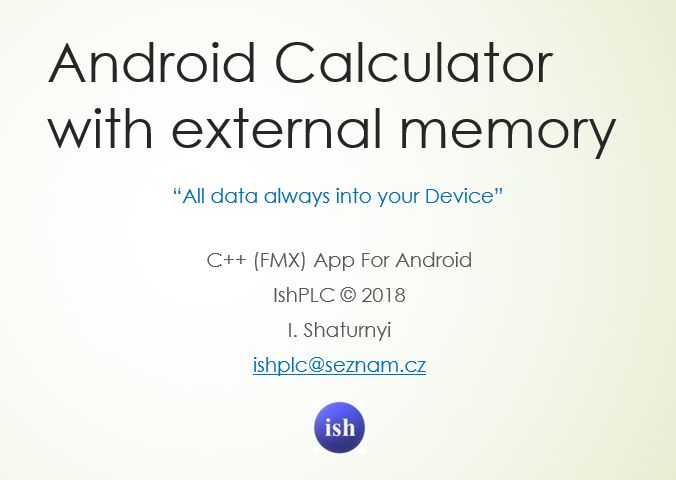 Android Calculator
with external memory
“All data always into your Device”
C++ (FMX) App For Android
IshPLC © 2018
I. Shaturnyi
ishplc@seznam.cz
ish